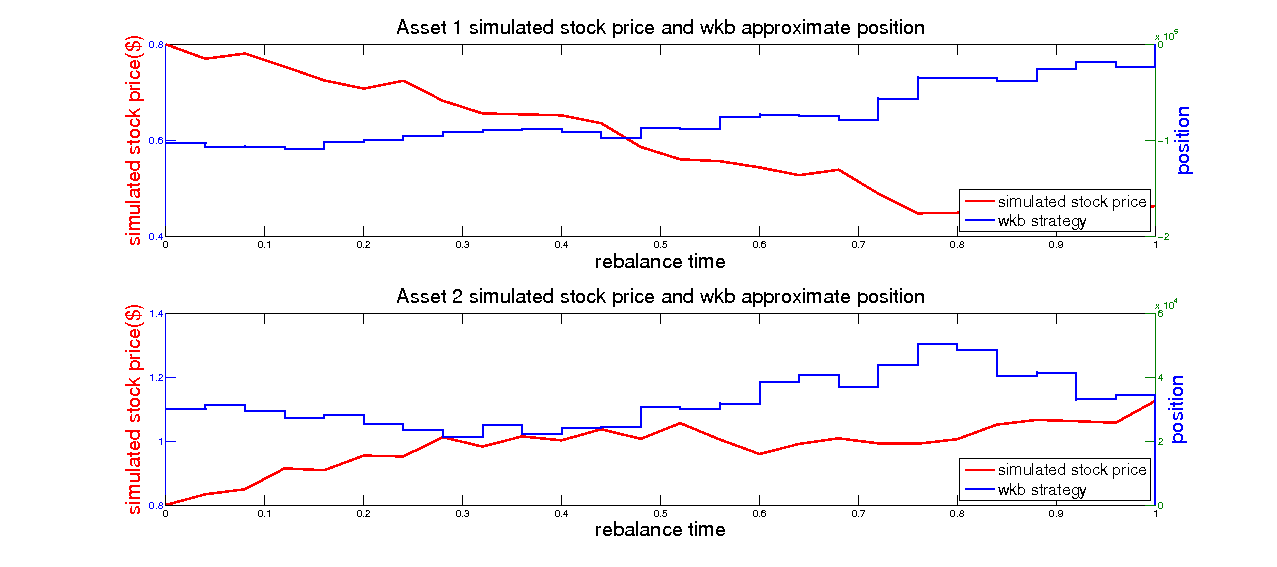 Asset 1 simulated stock price and wkb approximate position
x 10^5
simulated stock price($)
0.8
0.6
0.4
0
-1
-2
position
simulated stock price
wkb strategy
0 0.1 0.2 0.3 0.4 0.5 0.6 0.7 0.8 0.9 1
rebalance time
Asset 2 simulated stock price and wkb approximate position
x 10^4
simulated stock price($)
1.4
1.2
1
0.8
6
4
2
0
position
simulated stock price
wkb strategy
0 0.1 0.2 0.3 0.4 0.5 0.6 0.7 0.8 0.9 1
rebalance time